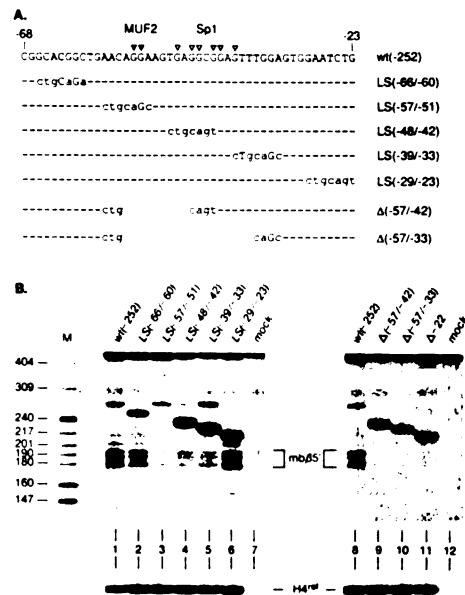 A.
MUF2 Sp1
-68 -23
CGGCACGGCTGAACAGGAAGTGAGGCGGAGTTTGGAGTGGAATCTG wt(-252)
--ctgCaGa------------------------------------- LS(-66/-60)
-----------ctgcaGc---------------------------- LS(-57/-51)
--------------------ctgcagt------------------- LS(-48/-42)
-----------------------------cTgcaGc---------- LS(-39/-33)
---------------------------------------ctgcagt LS(-29/-23)
-----------ctg---------cagt------------------- Δ(-57/-42)
-----------ctg-----------------caGc----------- Δ(-57/-33)
B.
M wt(-252) LS(-66/-60) LS(-57/-51) LS(-48/-42) LS(-39/-33) LS(-29/-23) mock wt(-252) Δ(-57/-42) Δ(-57/-33) Δ-22 mock
404
309
240
217
201
190
180
160
147
mbβ5'
1 2 3 4 5 6 7 8 9 10 11 12
H4